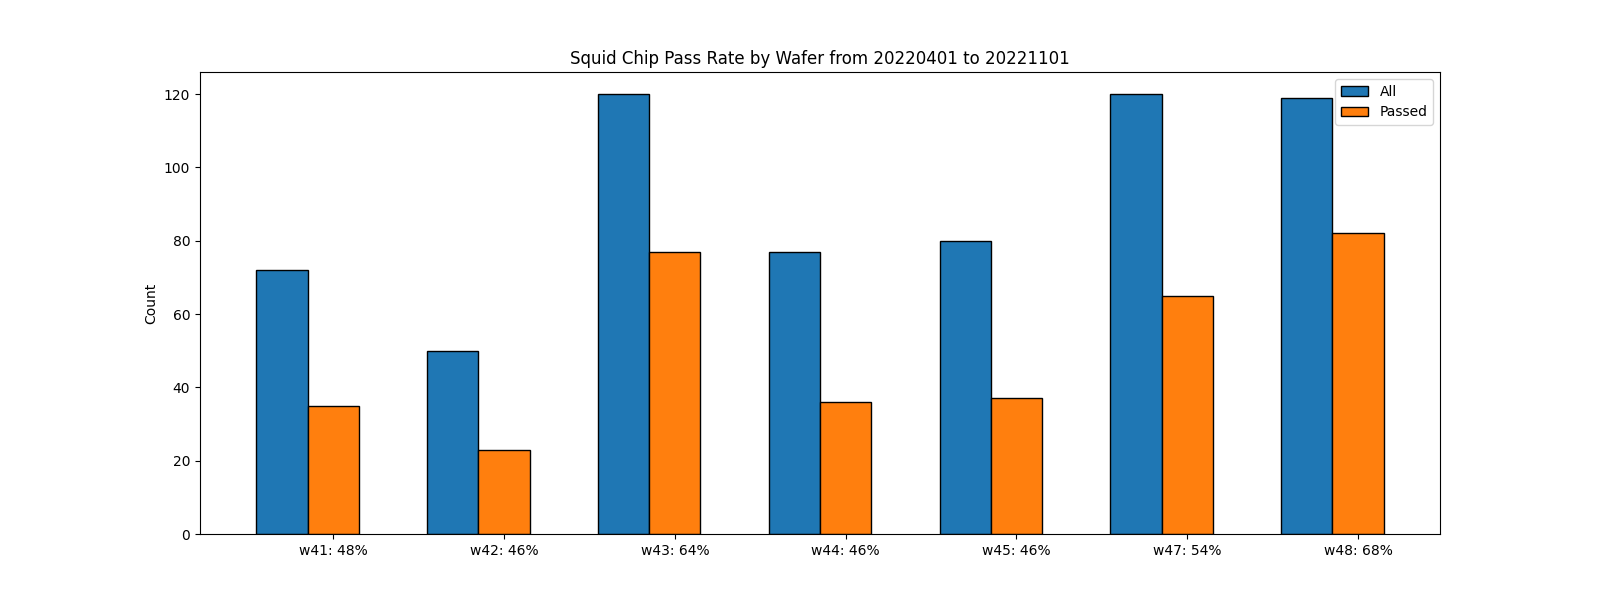 Squid Chip Pass Rate by Wafer from 20220401 to 20221101
All
Passed
120
100
80
60
40
20
0
Count
w41: 48%
w42: 46%
w43: 64%
w44: 46%
w45: 46%
w47: 54%
w48: 68%